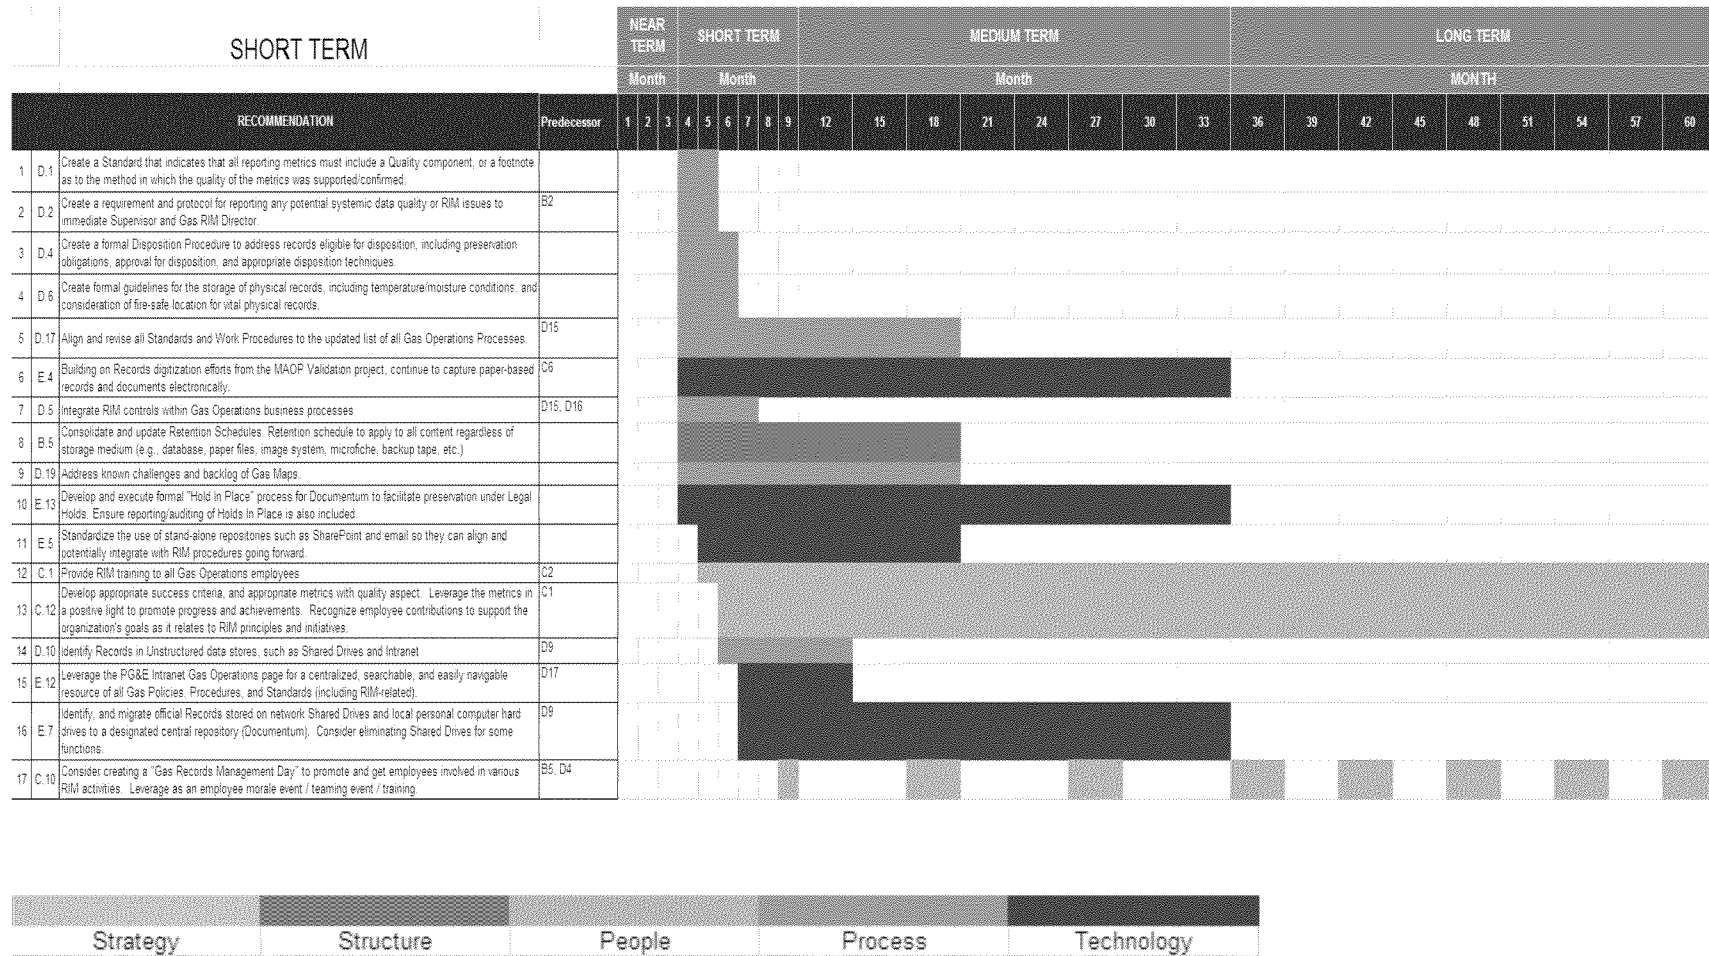 SHORT TERM
NEAR TERM
SHORT TERM
MEDIUM TERM
LONG TERM
Month
Month
Month
MONTH
RECOMMENDATION Predecessor 1 2 3 4 5 6 7 8 9 12 15 18 21 24 27 30 33 36 39 42 45 48 51 54 57 60
1 D.1 Create a Standard that indicates that all reporting metrics must include a Quality component, or a footnote
as to the method in which the quality of the metrics was supported/confirmed.
2 D.2 Create a requirement and protocol for reporting any potential systemic data quality or RIM issues to B2
immediate Supervisor and Gas RIM Director.
3 D.4 Create a formal Disposition Procedure to address records eligible for disposition, including preservation
obligations, approval for disposition, and appropriate disposition techniques.
4 D.6 Create formal guidelines for the storage of physical records, including temperature/moisture conditions, and
consideration of fire-safe location for vital physical records.
5 D.17 Align and revise all Standards and Work Procedures to the updated list of all Gas Operations Processes. D15
6 E.4 Building on Records digitization efforts from the MAOP Validation project, continue to capture paper-based C6
records and documents electronically.
7 D.5 Integrate RIM controls within Gas Operations business processes D15, D16
8 B.5 Consolidate and update Retention Schedules. Retention schedule to apply to all content regardless of
storage medium (e.g., database, paper files, image system, microfiche, backup tape, etc.)
9 D.19 Address known challenges and backlog of Gas Maps.
10 E.13 Develop and execute formal "Hold In Place" process for Documentum to facilitate preservation under Legal
Holds. Ensure reporting/auditing of Holds In Place is also included.
11 E.5 Standardize the use of stand-alone repositories such as SharePoint and email so they can align and
potentially integrate with RIM procedures going forward.
12 C.1 Provide RIM training to all Gas Operations employees C2
13 C.12 Develop appropriate success criteria, and appropriate metrics with quality aspect. Leverage the metrics in C1
a positive light to promote progress and achievements. Recognize employee contributions to support the
organization's goals as it relates to RIM principles and initiatives.
14 D.10 Identify Records in Unstructured data stores, such as Shared Drives and Intranet D9
15 E.12 Leverage the PG&E Intranet Gas Operations page for a centralized, searchable, and easily navigable D17
resource of all Gas Policies, Procedures, and Standards (including RIM-related).
16 E.7 Identify, and migrate official Records stored on network Shared Drives and local personal computer hard D9
drives to a designated central repository (Documentum). Consider eliminating Shared Drives for some
functions.
17 C.10 Consider creating a "Gas Records Management Day" to promote and get employees involved in various B5, D4
RIM activities. Leverage as an employee morale event / teaming event / training.
Strategy Structure People Process Technology